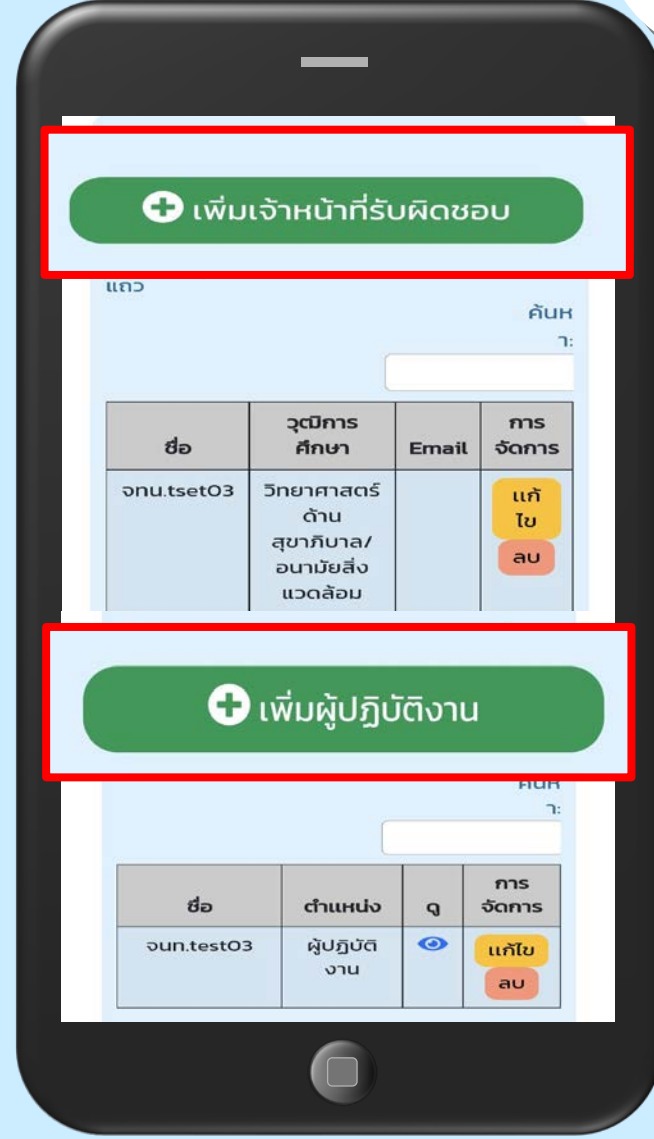 เพิ่มเจ้าหน้าที่รับผิดชอบ
แถว
ค้นห
า:
ชื่อ
วุฒิการ
ศึกษา
Email
การ
จัดการ
จทน.tset03
วิทยาศาสตร์
ด้าน
สุขาภิบาล/
อนามัยสิ่ง
แวดล้อม
แก้
ไข
ลบ
เพิ่มผู้ปฏิบัติงาน
ค้นห
า:
ชื่อ
ตำแหน่ง
ดู
การ
จัดการ
จนท.test03
ผู้ปฏิบัติ
งาน
แก้ไข
ลบ